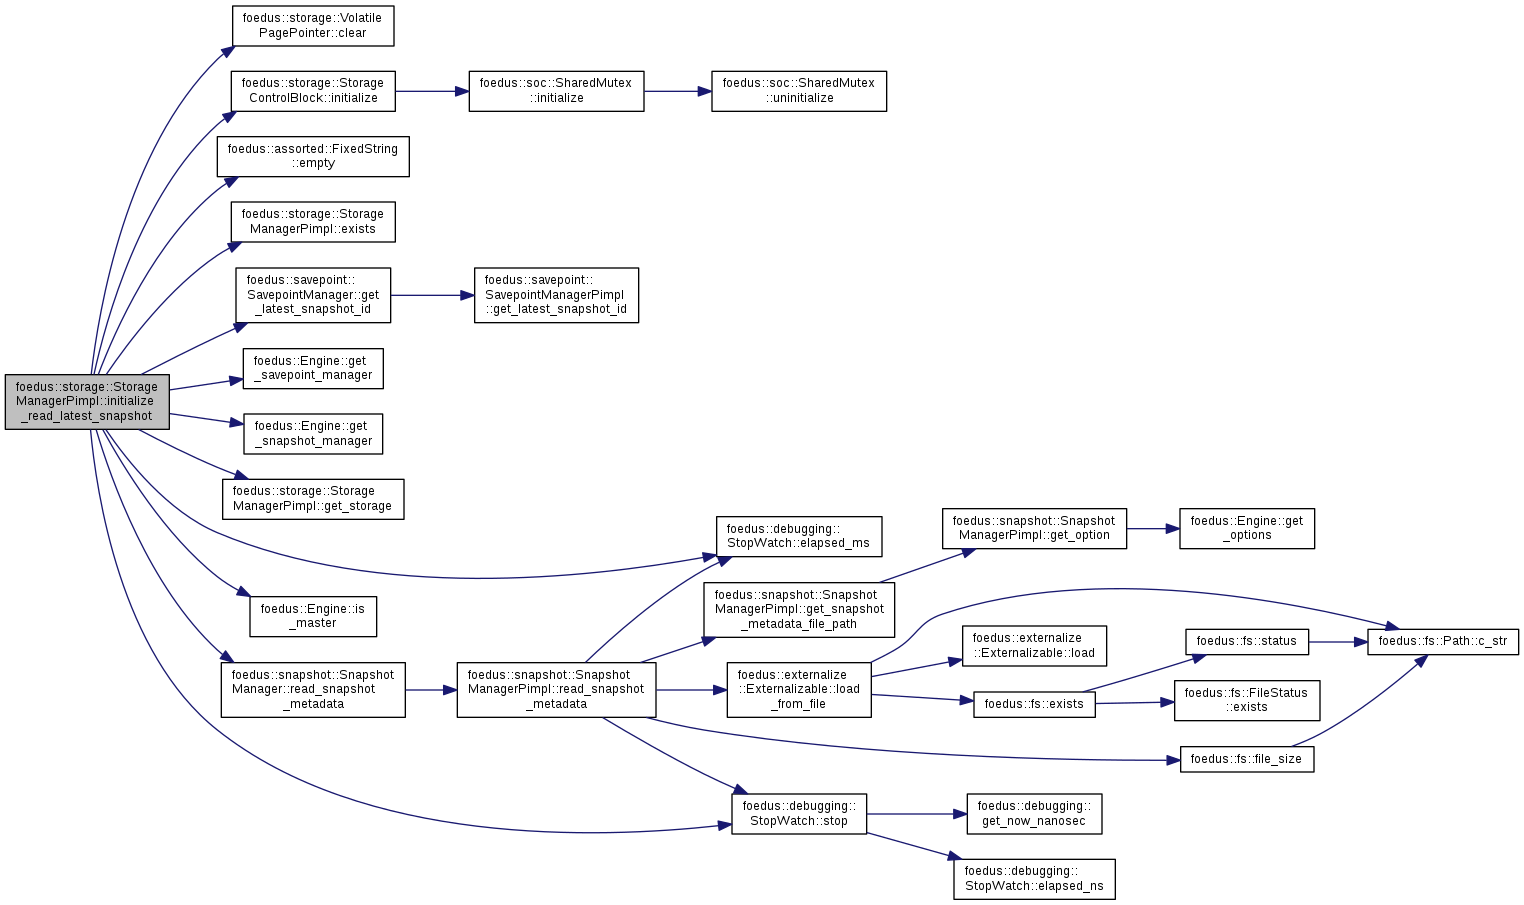 foedus::storage::Volatile
PagePointer::clear
foedus::storage::Storage
ControlBlock::initialize
foedus::soc::SharedMutex
::initialize
foedus::soc::SharedMutex
::uninitialize
foedus::assorted::FixedString
::empty
foedus::storage::Storage
ManagerPimpl::exists
foedus::savepoint::
SavepointManager::get
_latest_snapshot_id
foedus::savepoint::
SavepointManagerPimpl
::get_latest_snapshot_id
foedus::Engine::get
_savepoint_manager
foedus::storage::Storage
ManagerPimpl::initialize
_read_latest_snapshot
foedus::Engine::get
_snapshot_manager
foedus::storage::Storage
ManagerPimpl::get_storage
foedus::debugging::
StopWatch::elapsed_ms
foedus::snapshot::Snapshot
ManagerPimpl::get_option
foedus::Engine::get
_options
foedus::Engine::is
_master
foedus::snapshot::Snapshot
ManagerPimpl::get_snapshot
_metadata_file_path
foedus::externalize
::Externalizable::load
foedus::fs::status
foedus::fs::Path::c_str
foedus::snapshot::Snapshot
Manager::read_snapshot
_metadata
foedus::snapshot::Snapshot
ManagerPimpl::read_snapshot
_metadata
foedus::externalize
::Externalizable::load
_from_file
foedus::fs::exists
foedus::fs::FileStatus
::exists
foedus::fs::file_size
foedus::debugging::
StopWatch::stop
foedus::debugging::
get_now_nanosec
foedus::debugging::
StopWatch::elapsed_ns